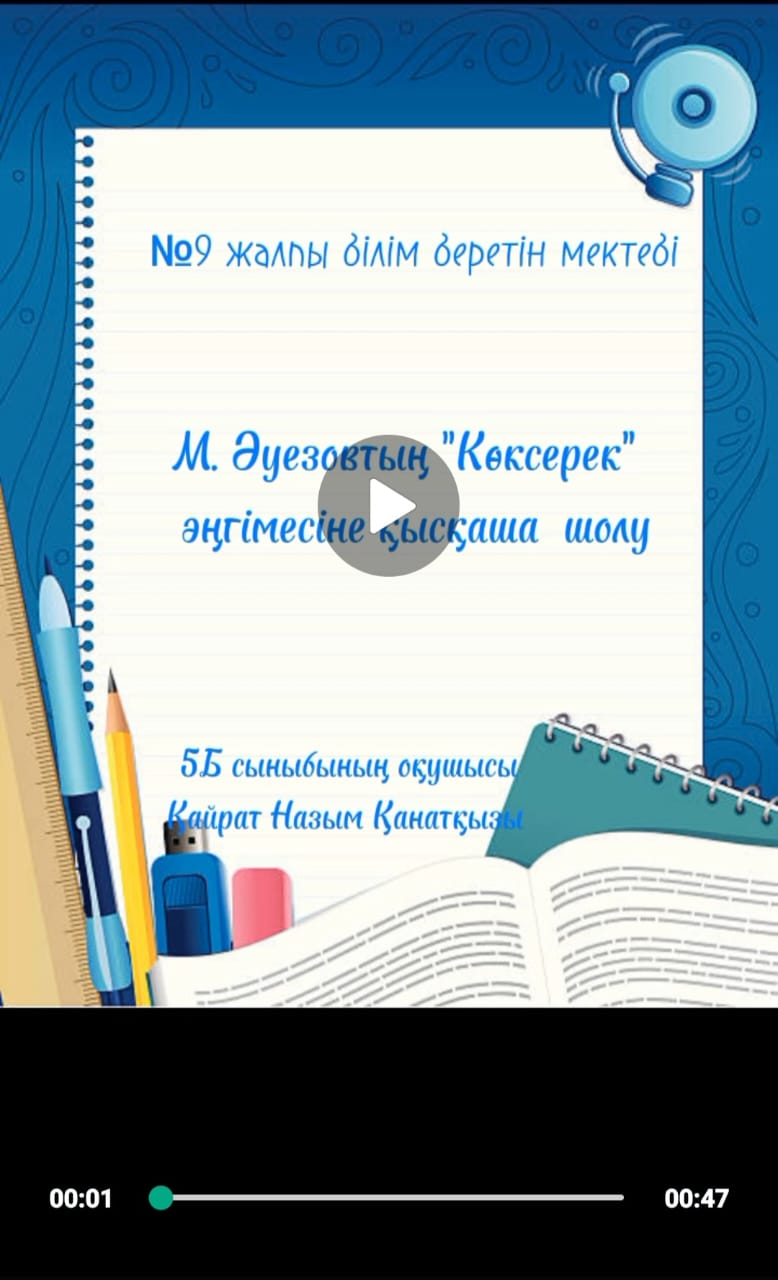 №9 жалпы білім беретін мектебі
М. Әуезовтың "Көксерек"
әңгімесіне қысқаша шолу
5Б сыныбының оқушысы
Қайрат Назым Қанатқызы
00:01
00:47